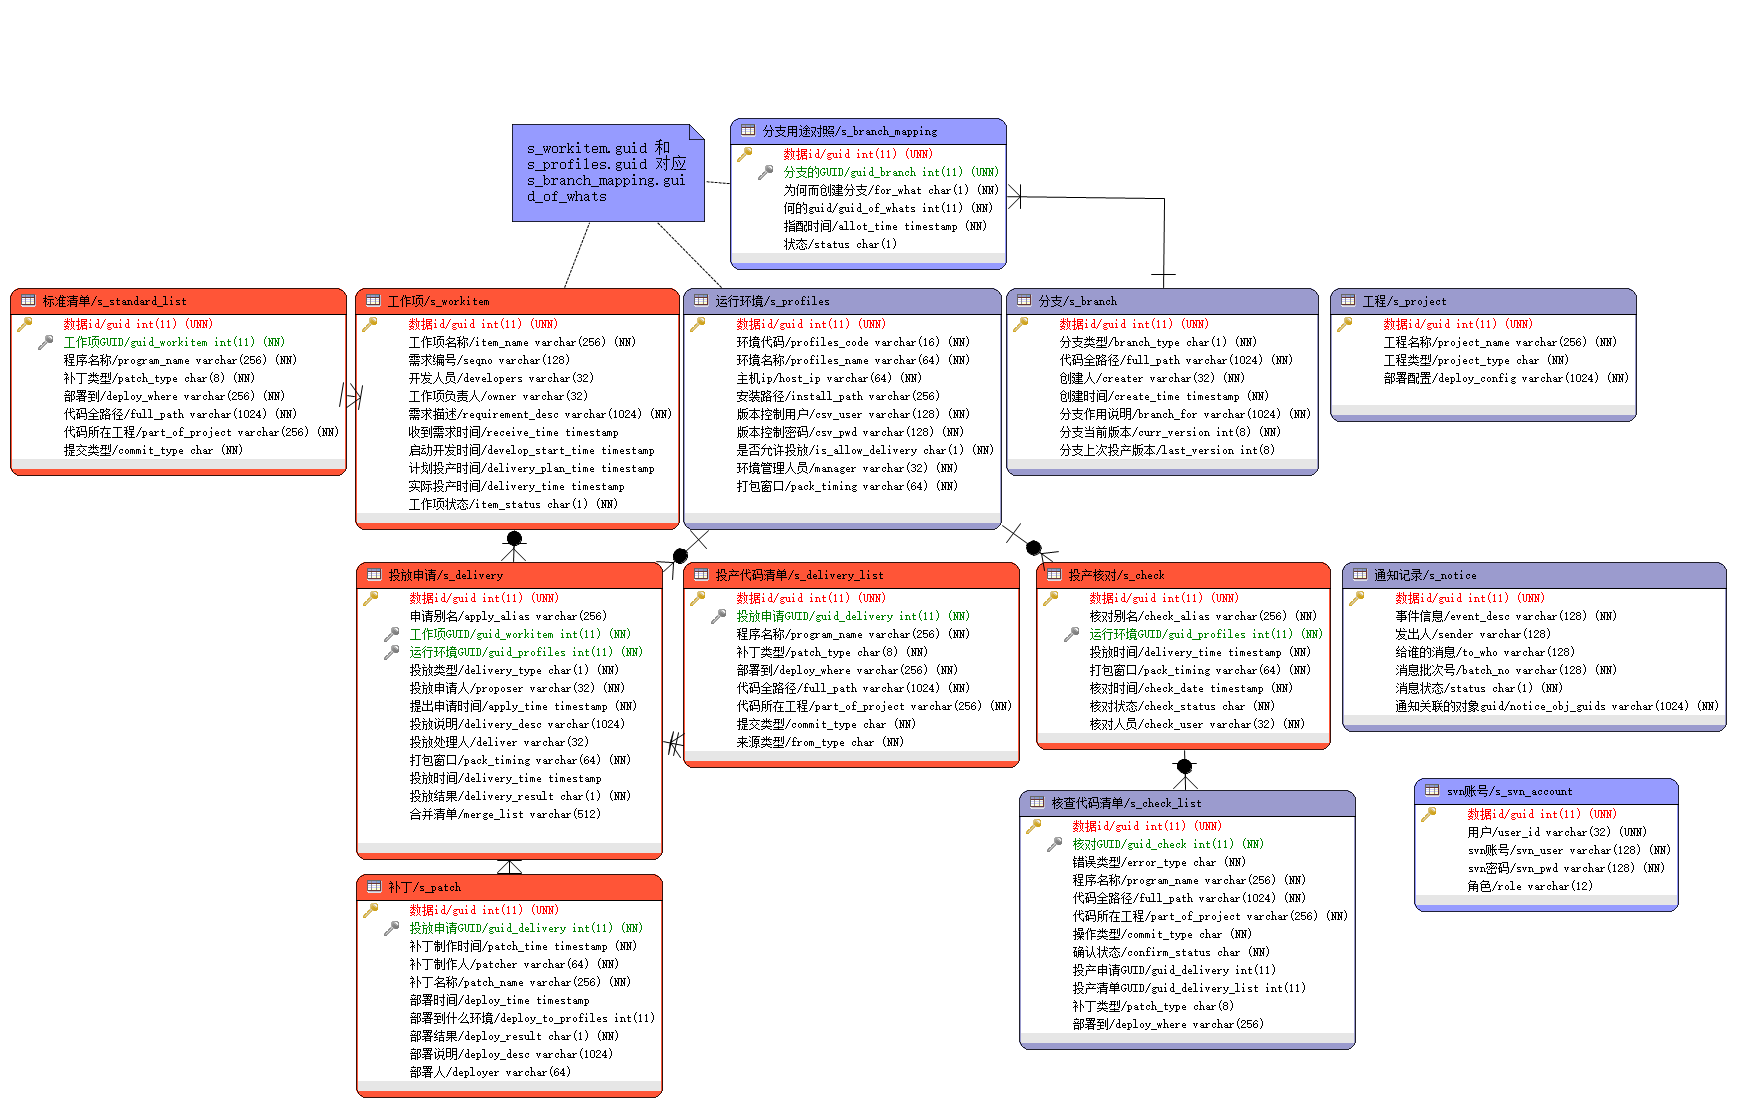 s_workitem.guid 和
s_profiles.guid 对应
s_branch_mapping.gui
d_of_whats
分支用途对照/s_branch_mapping
数据id/guid int(11) (UNN)
分支的GUID/guid_branch int(11) (UNN)
为何而创建分支/for_what char(1) (NN)
何的guid/guid_of_whats int(11) (NN)
指配时间/allot_time timestamp (NN)
状态/status char(1)
标准清单/s_standard_list
数据id/guid int(11) (UNN)
工作项GUID/guid_workitem int(11) (NN)
程序名称/program_name varchar(256) (NN)
补丁类型/patch_type char(8) (NN)
部署到/deploy_where varchar(256) (NN)
代码全路径/full_path varchar(1024) (NN)
代码所在工程/part_of_project varchar(256) (NN)
提交类型/commit_type char (NN)
工作项/s_workitem
数据id/guid int(11) (UNN)
工作项名称/item_name varchar(256) (NN)
需求编号/seqno varchar(128)
开发人员/developers varchar(32)
工作项负责人/owner varchar(32)
需求描述/requirement_desc varchar(1024) (NN)
收到需求时间/receive_time timestamp
启动开发时间/develop_start_time timestamp
计划投产时间/delivery_plan_time timestamp
实际投产时间/delivery_time timestamp
工作项状态/item_status char(1) (NN)
运行环境/s_profiles
数据id/guid int(11) (UNN)
环境代码/profiles_code varchar(16) (NN)
环境名称/profiles_name varchar(64) (NN)
主机ip/host_ip varchar(64) (NN)
安装路径/install_path varchar(256)
版本控制用户/csv_user varchar(128) (NN)
版本控制密码/csv_pwd varchar(128) (NN)
是否允许投放/is_allow_delivery char(1) (NN)
环境管理人员/manager varchar(32) (NN)
打包窗口/pack_timing varchar(64) (NN)
分支/s_branch
数据id/guid int(11) (UNN)
分支类型/branch_type char(1) (NN)
代码全路径/full_path varchar(1024) (NN)
创建人/creater varchar(32) (NN)
创建时间/create_time timestamp (NN)
分支作用说明/branch_for varchar(1024) (NN)
分支当前版本/curr_version int(8) (NN)
分支上次投产版本/last_version int(8)
工程/s_project
数据id/guid int(11) (UNN)
工程名称/project_name varchar(256) (NN)
工程类型/project_type char (NN)
部署配置/deploy_config varchar(1024) (NN)
投放申请/s_delivery
数据id/guid int(11) (UNN)
申请别名/apply_alias varchar(256)
工作项GUID/guid_workitem int(11) (NN)
运行环境GUID/guid_profiles int(11) (NN)
投放类型/delivery_type char(1) (NN)
投放申请人/proposer varchar(32) (NN)
提出申请时间/apply_time timestamp (NN)
投放说明/delivery_desc varchar(1024)
投放处理人/deliver varchar(32)
打包窗口/pack_timing varchar(64) (NN)
投放时间/delivery_time timestamp
投放结果/delivery_result char(1) (NN)
合并清单/merge_list varchar(512)
投产代码清单/s_delivery_list
数据id/guid int(11) (UNN)
投放申请GUID/guid_delivery int(11) (NN)
程序名称/program_name varchar(256) (NN)
补丁类型/patch_type char(8) (NN)
部署到/deploy_where varchar(256) (NN)
代码全路径/full_path varchar(1024) (NN)
代码所在工程/part_of_project varchar(256) (NN)
提交类型/commit_type char (NN)
来源类型/from_type char (NN)
投产核对/s_check
数据id/guid int(11) (UNN)
核对别名/check_alias varchar(256) (NN)
运行环境GUID/guid_profiles int(11) (NN)
投放时间/delivery_time timestamp (NN)
打包窗口/pack_timing varchar(64) (NN)
核对时间/check_date timestamp (NN)
核对状态/check_status char (NN)
核对人员/check_user varchar(32) (NN)
通知记录/s_notice
数据id/guid int(11) (UNN)
事件信息/event_desc varchar(128) (NN)
发出人/sender varchar(128)
给谁的消息/to_who varchar(128)
消息批次号/batch_no varchar(128) (NN)
消息状态/status char(1) (NN)
通知关联的对象guid/notice_obj_guids varchar(1024) (NN)
补丁/s_patch
数据id/guid int(11) (UNN)
投放申请GUID/guid_delivery int(11) (NN)
补丁制作时间/patch_time timestamp (NN)
补丁制作人/patcher varchar(64) (NN)
补丁名称/patch_name varchar(256) (NN)
部署时间/deploy_time timestamp
部署到什么环境/deploy_to_profiles int(11)
部署结果/deploy_result char(1) (NN)
部署说明/deploy_desc varchar(1024)
部署人/deployer varchar(64)
核查代码清单/s_check_list
数据id/guid int(11) (UNN)
核对GUID/guid_check int(11) (NN)
错误类型/error_type char (NN)
程序名称/program_name varchar(256) (NN)
代码全路径/full_path varchar(1024) (NN)
代码所在工程/part_of_project varchar(256) (NN)
操作类型/commit_type char (NN)
确认状态/confirm_status char (NN)
投产申请GUID/guid_delivery int(11)
投产清单GUID/guid_delivery_list int(11)
补丁类型/patch_type char(8)
部署到/deploy_where varchar(256)
svn账号/s_svn_account
数据id/guid int(11) (UNN)
用户/user_id varchar(32) (UNN)
svn账号/svn_user varchar(128) (NN)
svn密码/svn_pwd varchar(128) (NN)
角色/role varchar(12)